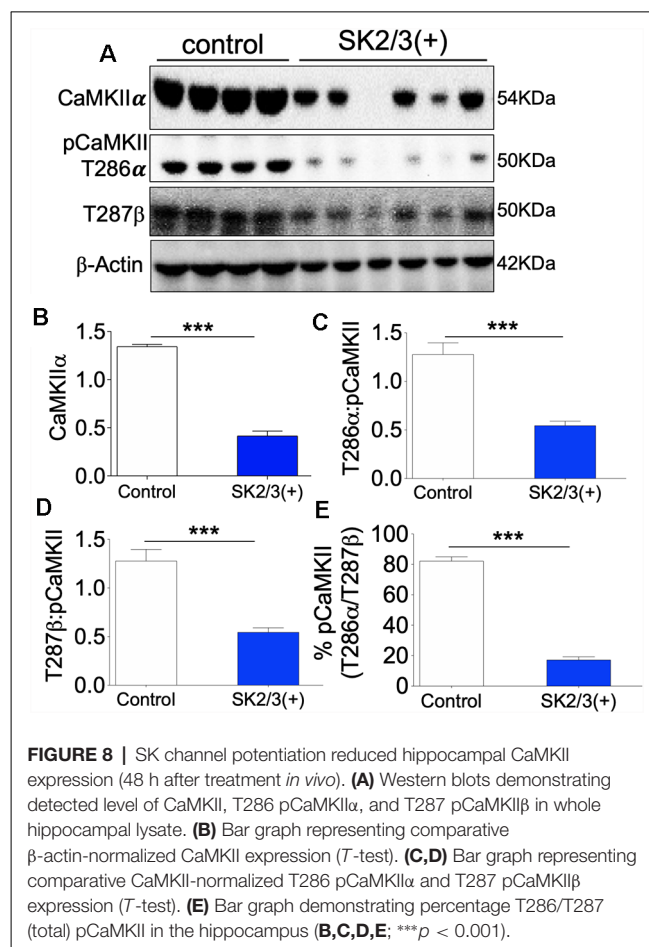 A
control
SK2/3(+)
CaMKIIα
54KDa
pCaMKII
T286α
50KDa
T287β
50KDa
β-Actin
42KDa
B
***
CaMKIIα
1.5
1.0
0.5
0.0
Control
SK2/3(+)
C
***
T286α:pCaMKII
1.5
1.0
0.5
0.0
Control
SK2/3(+)
D
***
T287β:pCaMKII
1.5
1.0
0.5
0.0
Control
SK2/3(+)
E
***
% pCaMKII
(T286α/T287β)
100
80
60
40
20
0
Control
SK2/3(+)
FIGURE 8 | SK channel potentiation reduced hippocampal CaMKII
expression (48 h after treatment in vivo). (A) Western blots demonstrating
detected level of CaMKII, T286 pCaMKIIα, and T287 pCaMKIIβ in whole
hippocampal lysate. (B) Bar graph representing comparative
β-actin-normalized CaMKII expression (T-test). (C,D) Bar graph representing
comparative CaMKII-normalized T286 pCaMKIIα and T287 pCaMKIIβ
expression (T-test). (E) Bar graph demonstrating percentage T286/T287
(total) pCaMKII in the hippocampus (B,C,D,E; ***p < 0.001).